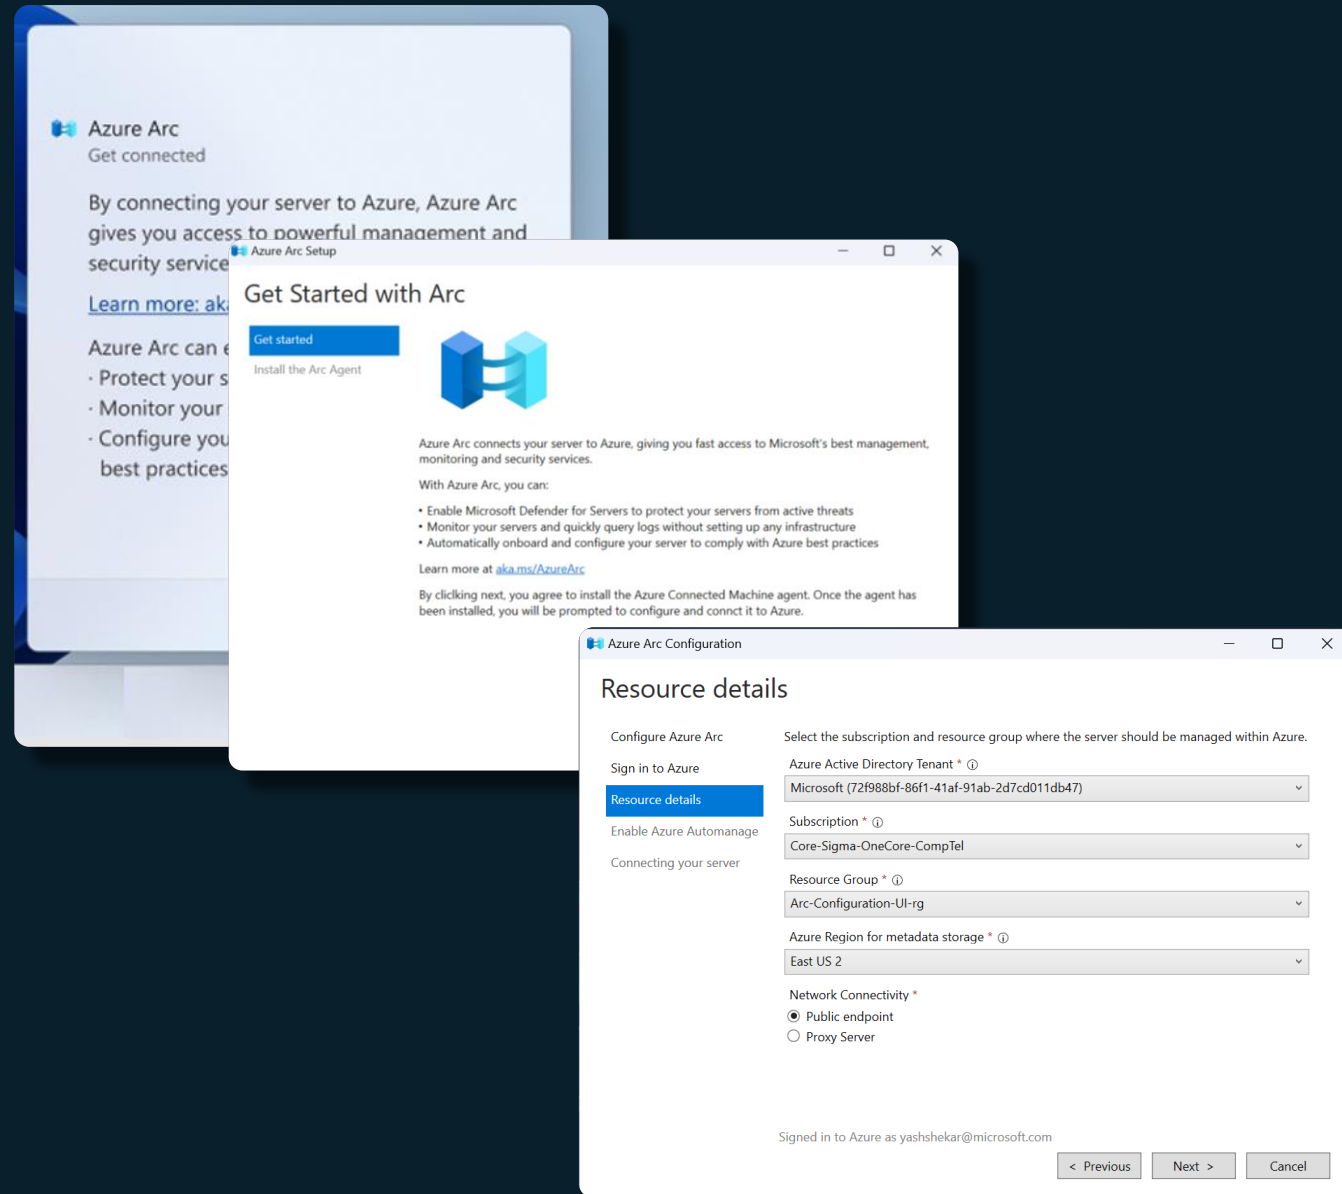 Azure Arc
Get connected
By connecting your server to Azure, Azure Arc
gives you access to powerful management and
security service
Learn more: aka
Azure Arc can e
· Protect your s
· Monitor your
· Configure you
best practices
Azure Arc Setup
Get Started with Arc
Get started
Install the Arc Agent
Azure Arc connects your server to Azure, giving you fast access to Microsoft's best management,
monitoring and security services.
With Azure Arc, you can:
• Enable Microsoft Defender for Servers to protect your servers from active threats
• Monitor your servers and quickly query logs without setting up any infrastructure
• Automatically onboard and configure your server to comply with Azure best practices
Learn more at aka.ms/AzureArc
By cliclking next, you agree to install the Azure Connected Machine agent. Once the agent has
been installed, you will be prompted to configure and connct it to Azure.
Azure Arc Configuration
Resource details
Configure Azure Arc
Sign in to Azure
Resource details
Enable Azure Automanage
Connecting your server
Select the subscription and resource group where the server should be managed within Azure.
Azure Active Directory Tenant *
Microsoft (72f988bf-86f1-41af-91ab-2d7cd011db47)
Subscription *
Core-Sigma-OneCore-CompTel
Resource Group *
Arc-Configuration-UI-rg
Azure Region for metadata storage *
East US 2
Network Connectivity *
Public endpoint
Proxy Server
Signed in to Azure as yashshekar@microsoft.com
< Previous
Next >
Cancel